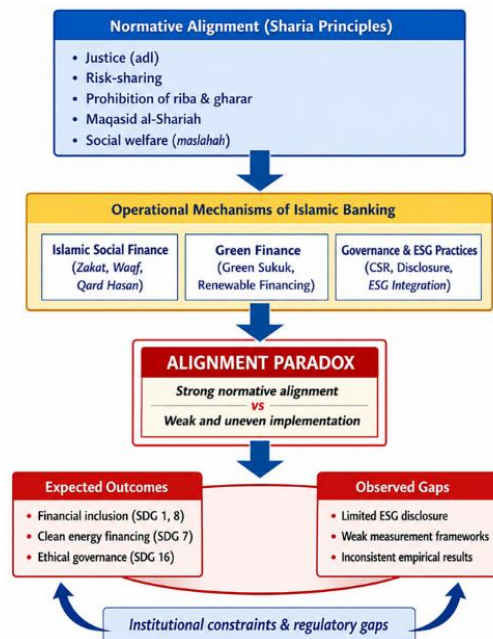 Normative Alignment (Sharia Principles)
• Justice (adl)
• Risk-sharing
• Prohibition of riba & gharar
• Maqasid al-Shariah
• Social welfare (maslahah)
Operational Mechanisms of Islamic Banking
Islamic Social Finance
(Zakat, Waqf,
Qard Hasan)
Green Finance
(Green Sukuk,
Renewable Financing)
Governance & ESG Practices
(CSR, Disclosure,
ESG Integration)
ALIGNMENT PARADOX
Strong normative alignment
vs
Weak and uneven implementation
Expected Outcomes
• Financial inclusion (SDG 1, 8)
• Clean energy financing (SDG 7)
• Ethical governance (SDG 16)
Observed Gaps
• Limited ESG disclosure
• Weak measurement frameworks
• Inconsistent empirical results
Institutional constraints & regulatory gaps